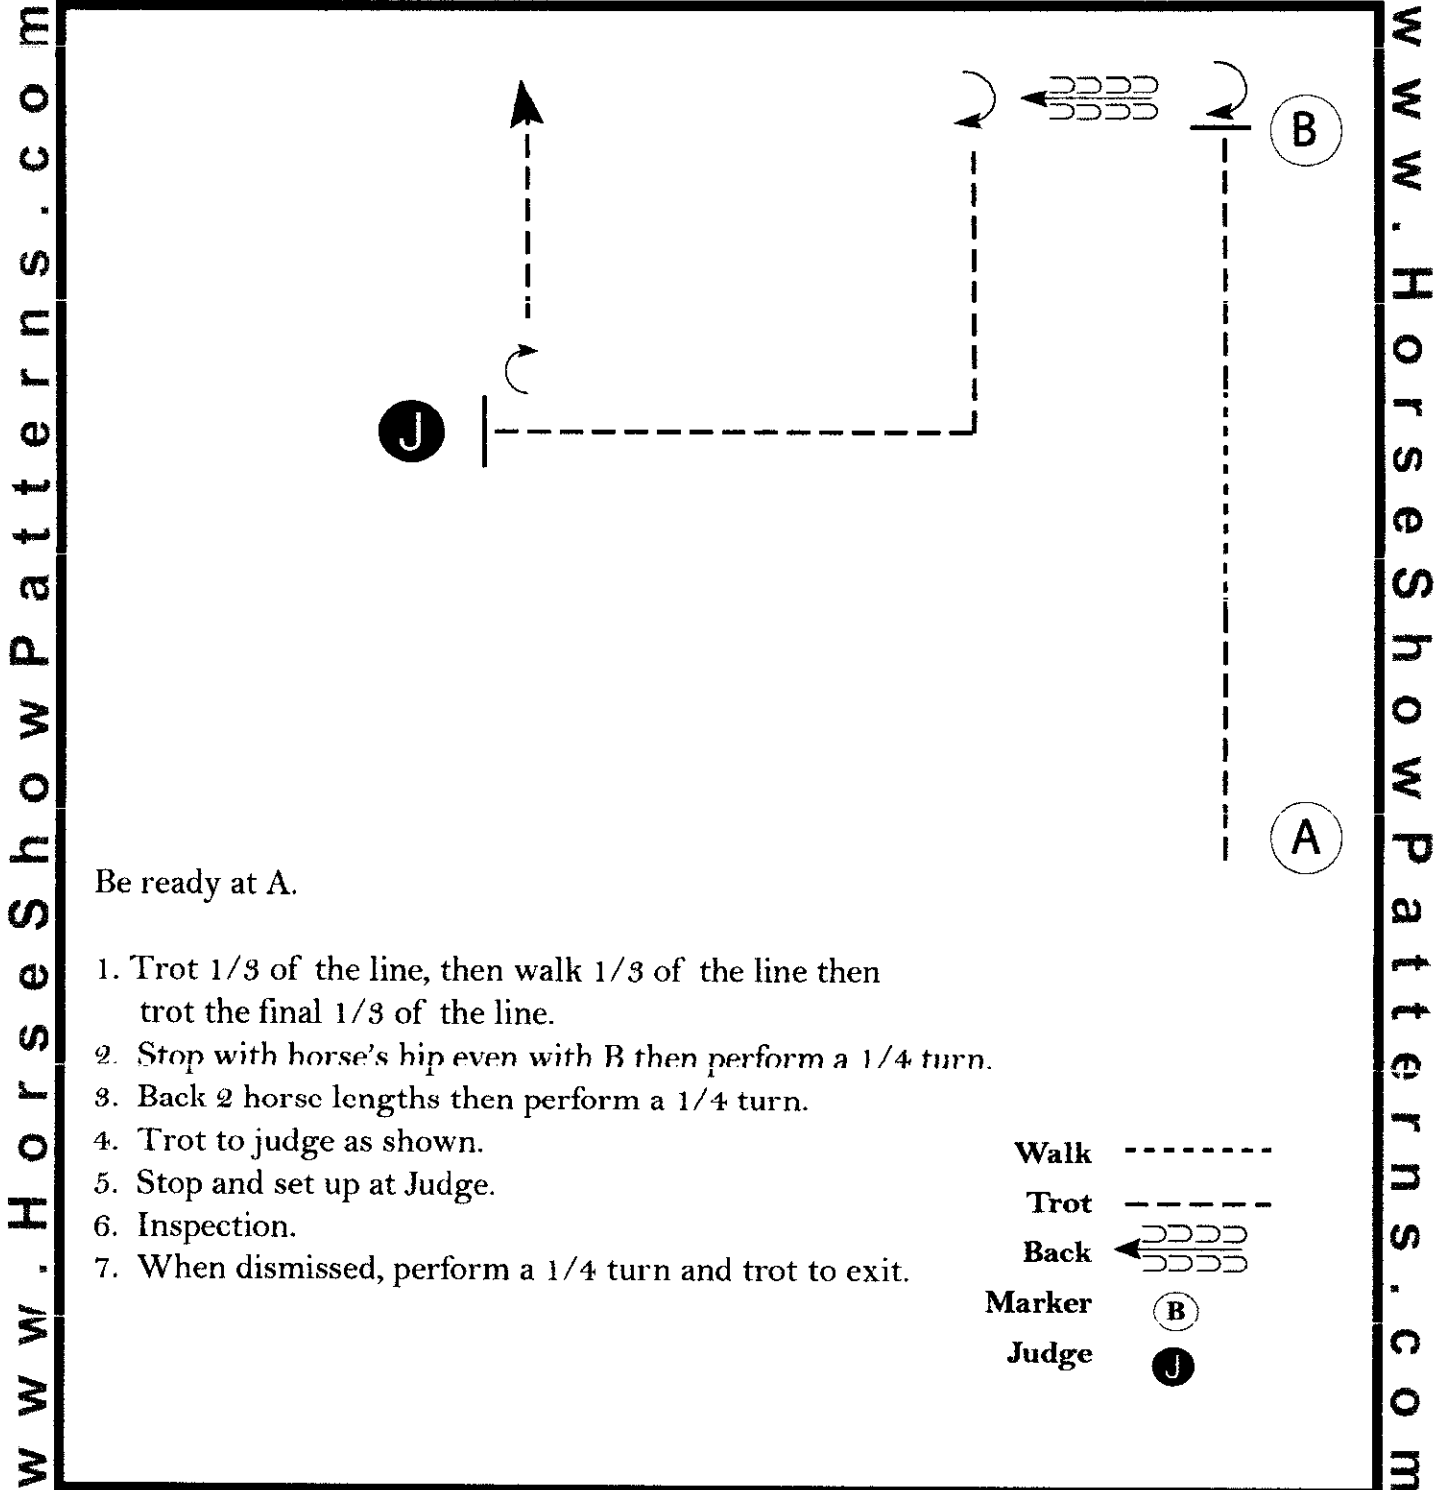 www.HorseShowPatterns.com
www.HorseShowPatterns.com
B
J
A
Be ready at A.
1. Trot 1/3 of the line, then walk 1/3 of the line then
trot the final 1/3 of the line.
2. Stop with horse's hip even with B then perform a 1/4 turn.
3. Back 2 horse lengths then perform a 1/4 turn.
4. Trot to judge as shown.
5. Stop and set up at Judge.
6. Inspection.
7. When dismissed, perform a 1/4 turn and trot to exit.
Walk
Trot
Back
Marker B
Judge J